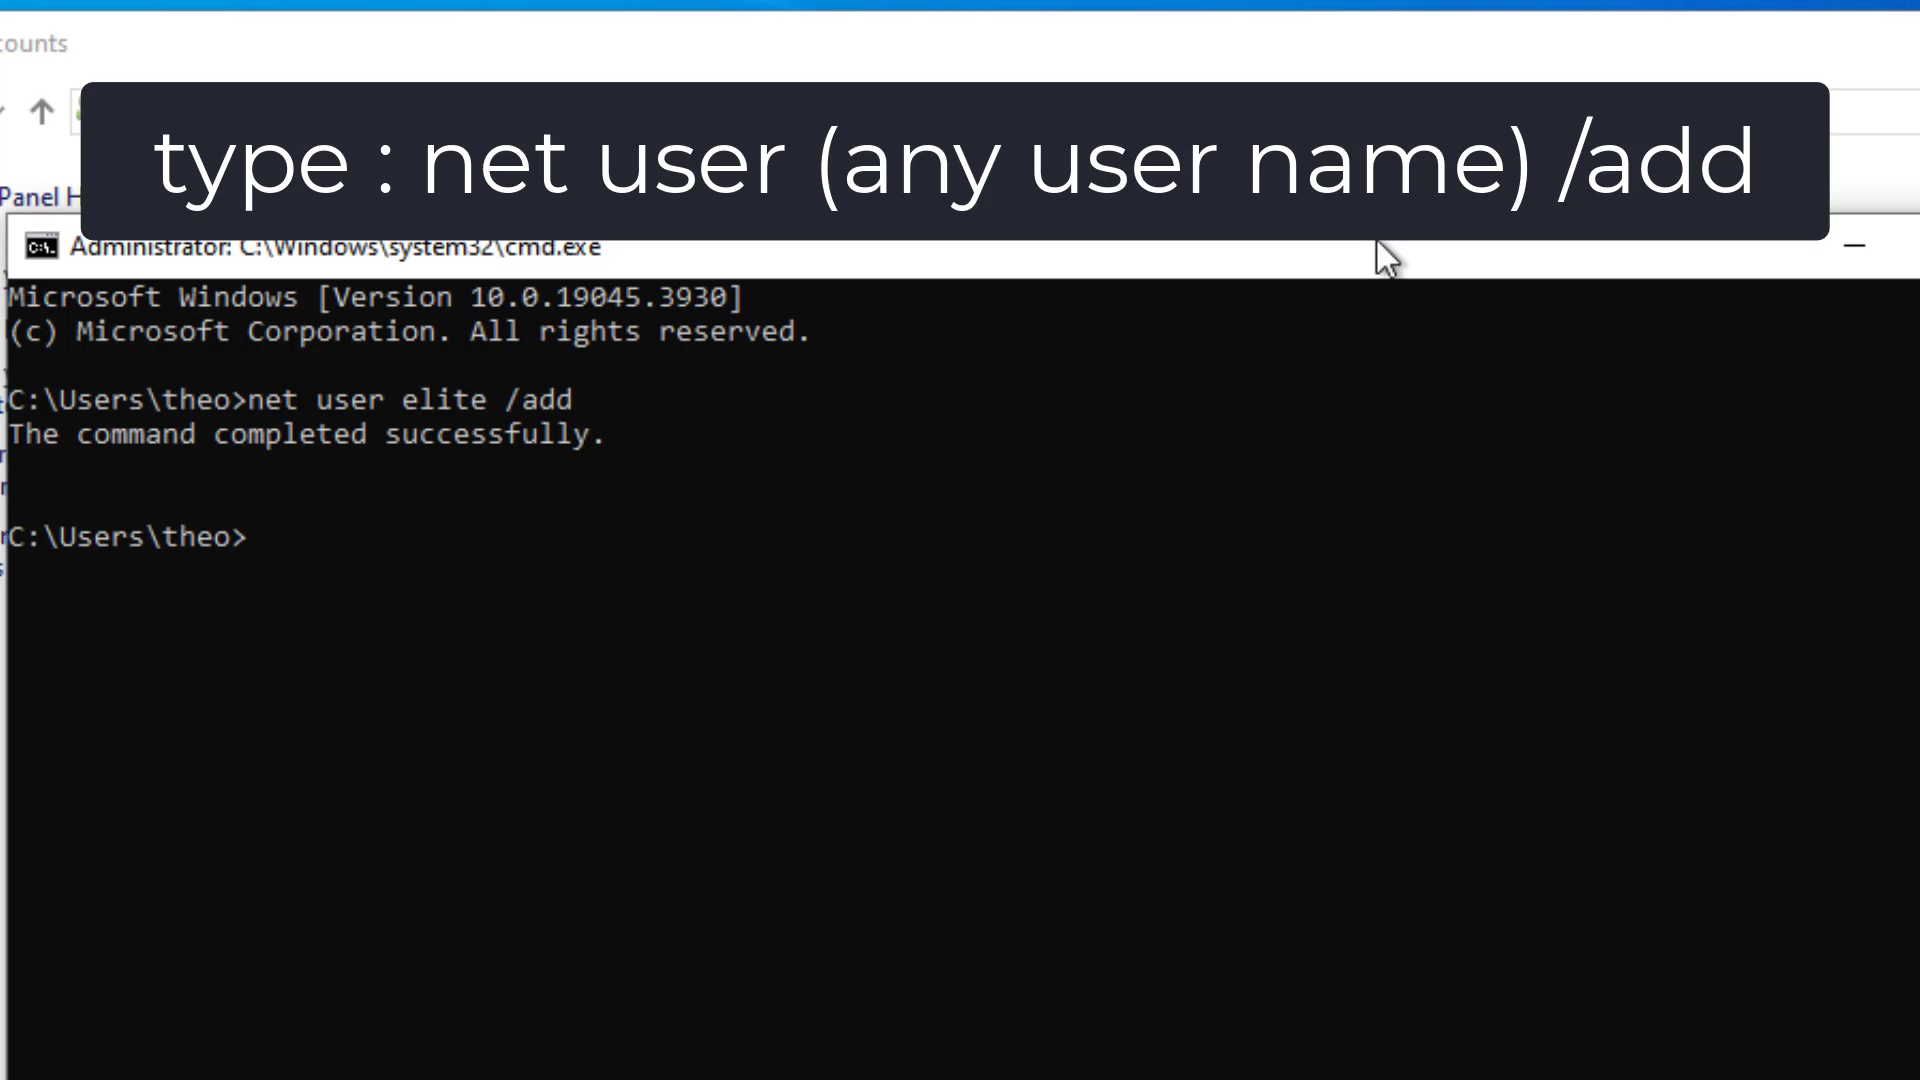 counts
type : net user (any user name) /add
Panel H
Administrator: C:\Windows\system32\cmd.exe
Microsoft Windows [Version 10.0.19045.3930]
(c) Microsoft Corporation. All rights reserved.
C:\Users\theo>net user elite /add
The command completed successfully.
C:\Users\theo>